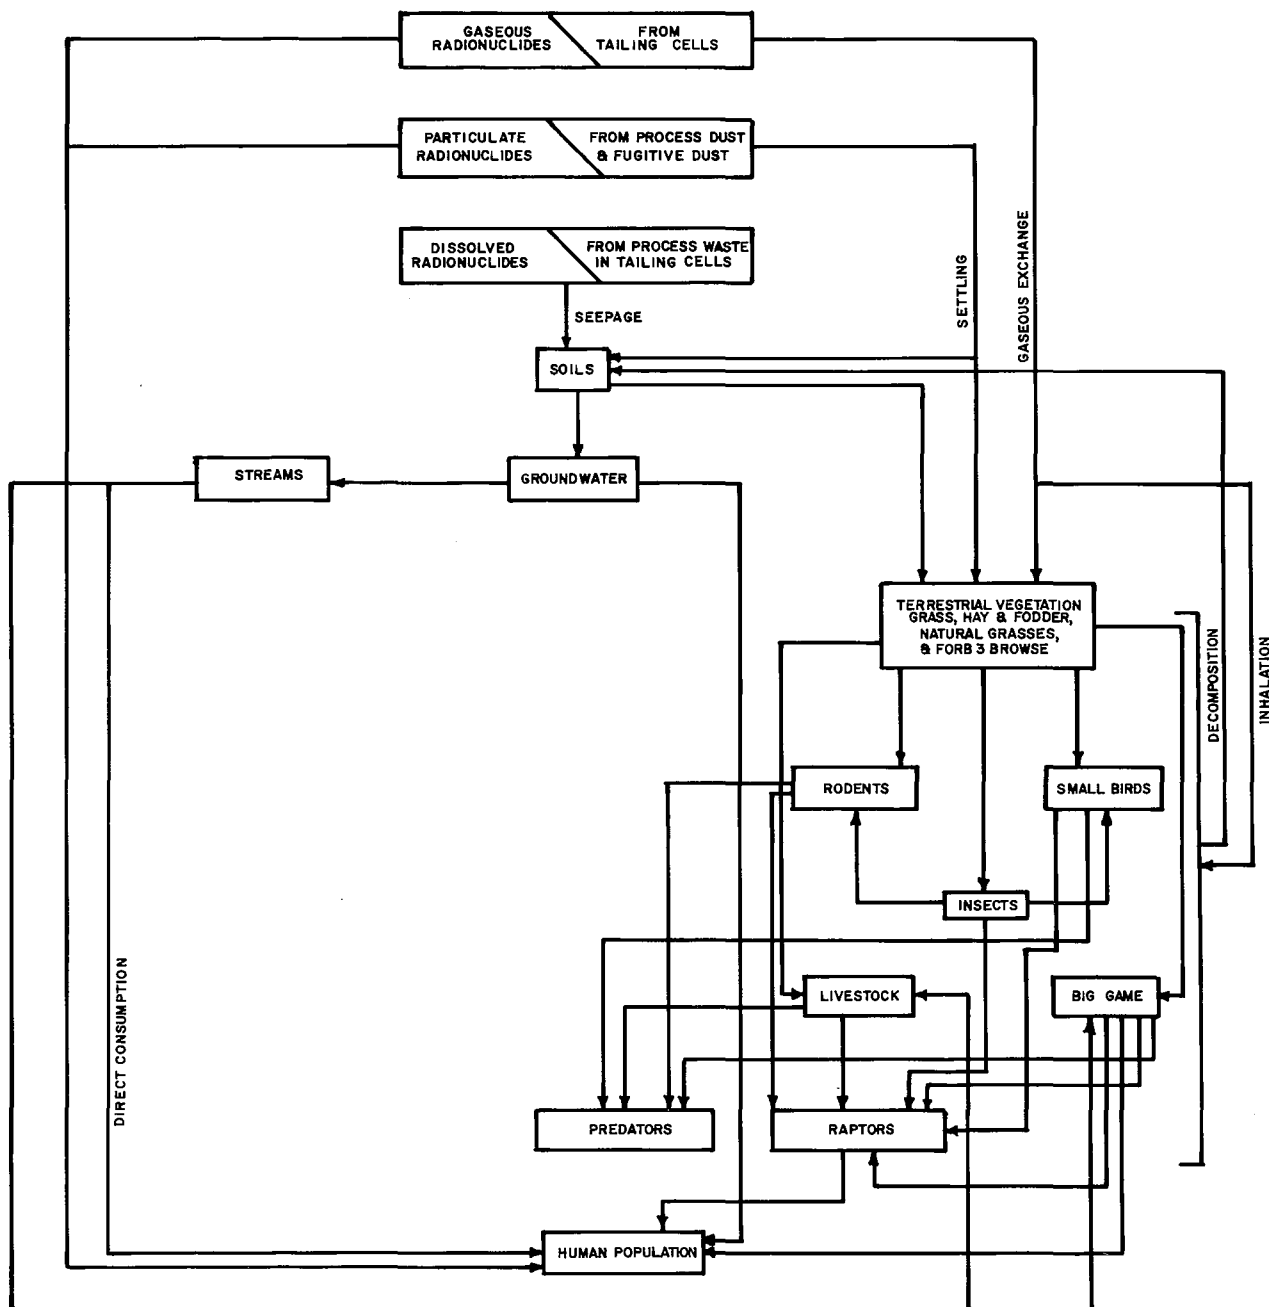 GASEOUS
RADIONUCLIDES
FROM
TAILING CELLS
PARTICULATE
RADIONUCLIDES
FROM PROCESS DUST
& FUGITIVE DUST
DISSOLVED
RADIONUCLIDES
FROM PROCESS WASTE
IN TAILING CELLS
SEEPAGE
SETTLING
GASEOUS EXCHANGE
SOILS
STREAMS
GROUNDWATER
TERRESTRIAL VEGETATION
GRASS, HAY & FODDER,
NATURAL GRASSES,
& FORB 3 BROWSE
DECOMPOSITION
INHALATION
RODENTS
SMALL BIRDS
INSECTS
LIVESTOCK
BIG GAME
DIRECT CONSUMPTION
PREDATORS
RAPTORS
HUMAN POPULATION